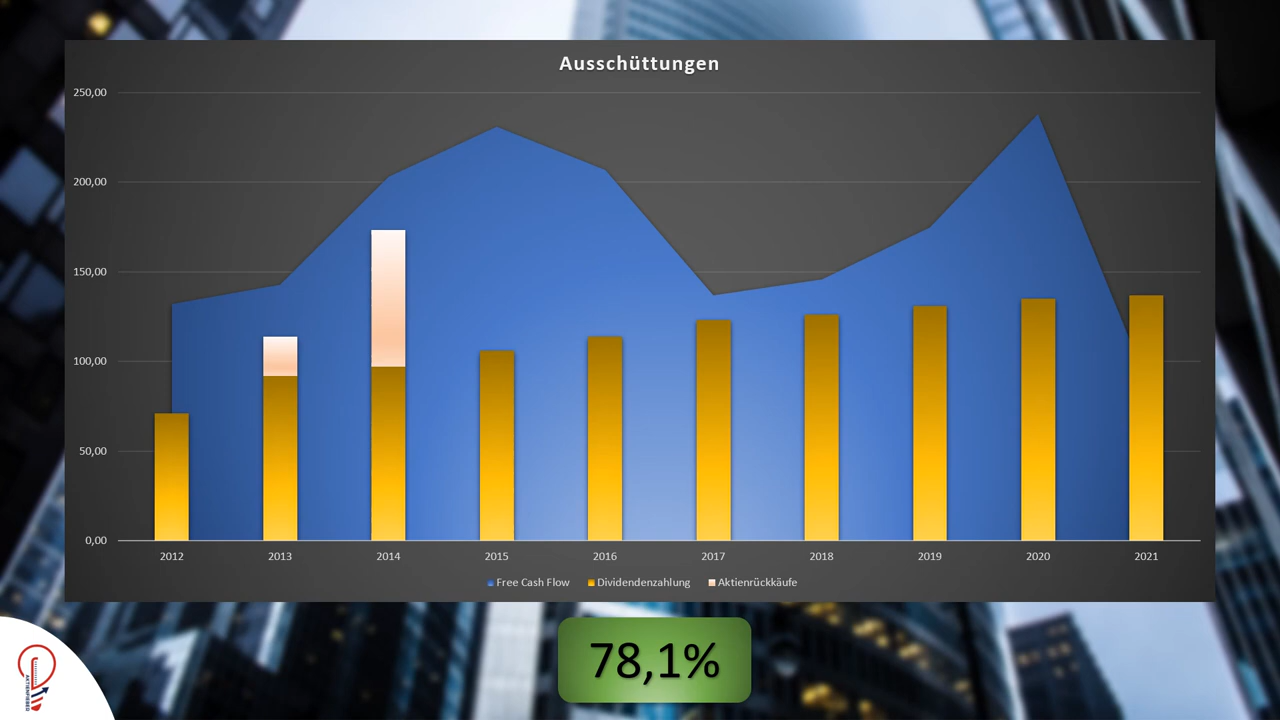 Ausschüttungen
250,00
200,00
150,00
100,00
50,00
0,00
2012 2013 2014 2015 2016 2017 2018 2019 2020 2021
Free Cash Flow Dividendenzahlung Aktienrückkäufe
78,1%